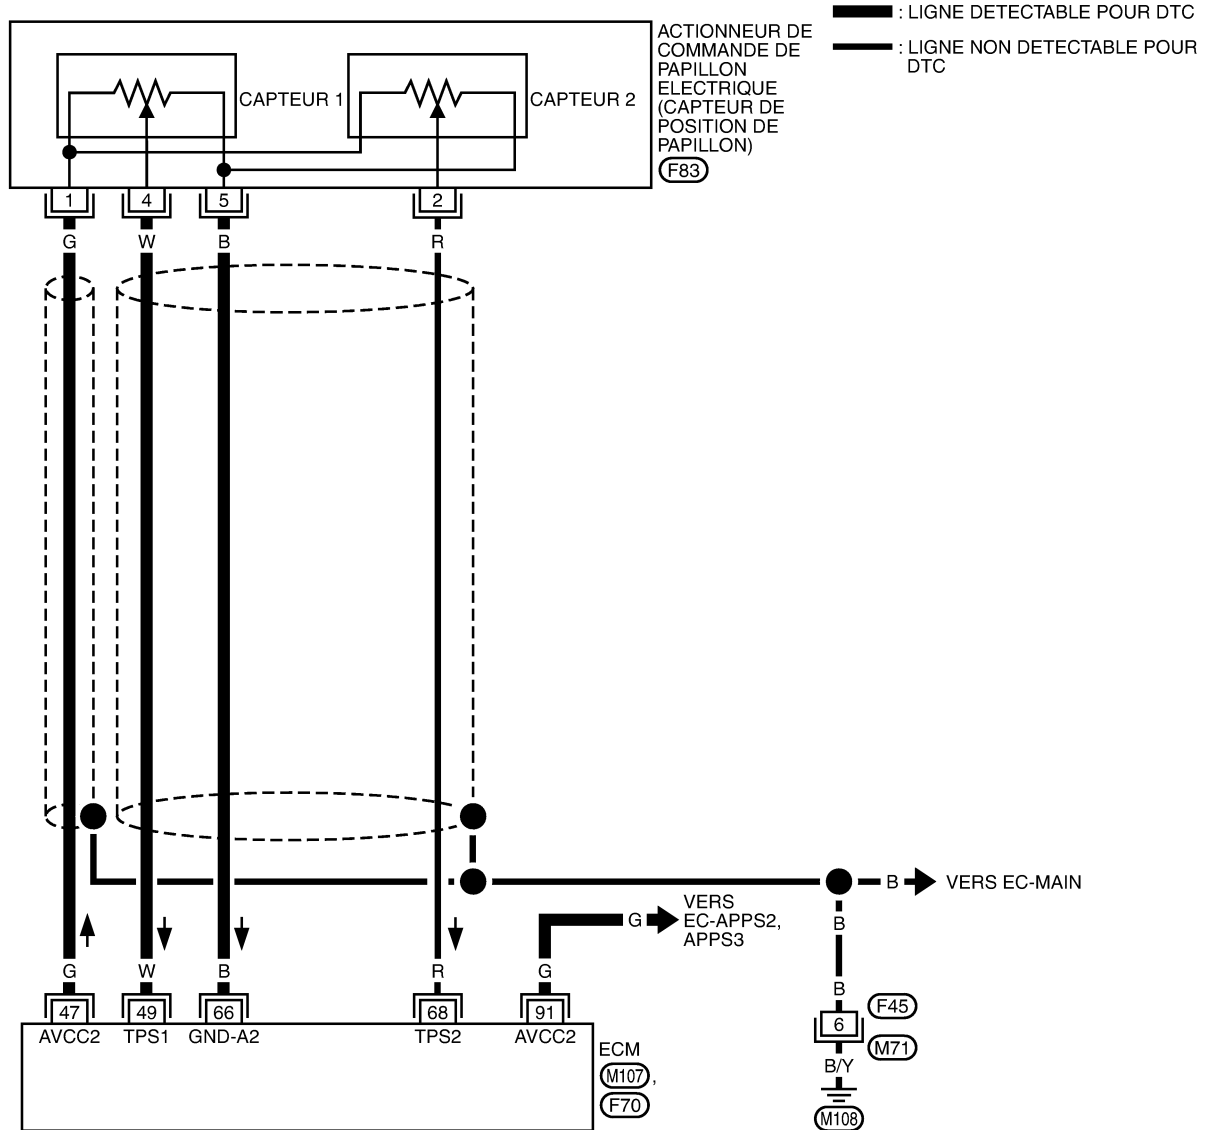 : LIGNE DETECTABLE POUR DTC
: LIGNE NON DETECTABLE POUR
DTC
ACTIONNEUR DE
COMMANDE DE
PAPILLON
ELECTRIQUE
(CAPTEUR DE
POSITION DE
PAPILLON)
F83
CAPTEUR 1
CAPTEUR 2
1 4 5 2
G W B R
B VERS EC-MAIN
VERS
EC-APPS2,
APPS3
G
B
G W B R G
B
47 49 66 68 91
AVCC2 TPS1 GND-A2 TPS2 AVCC2
F45
6
M71
B/Y
M108
ECM
M107,
F70